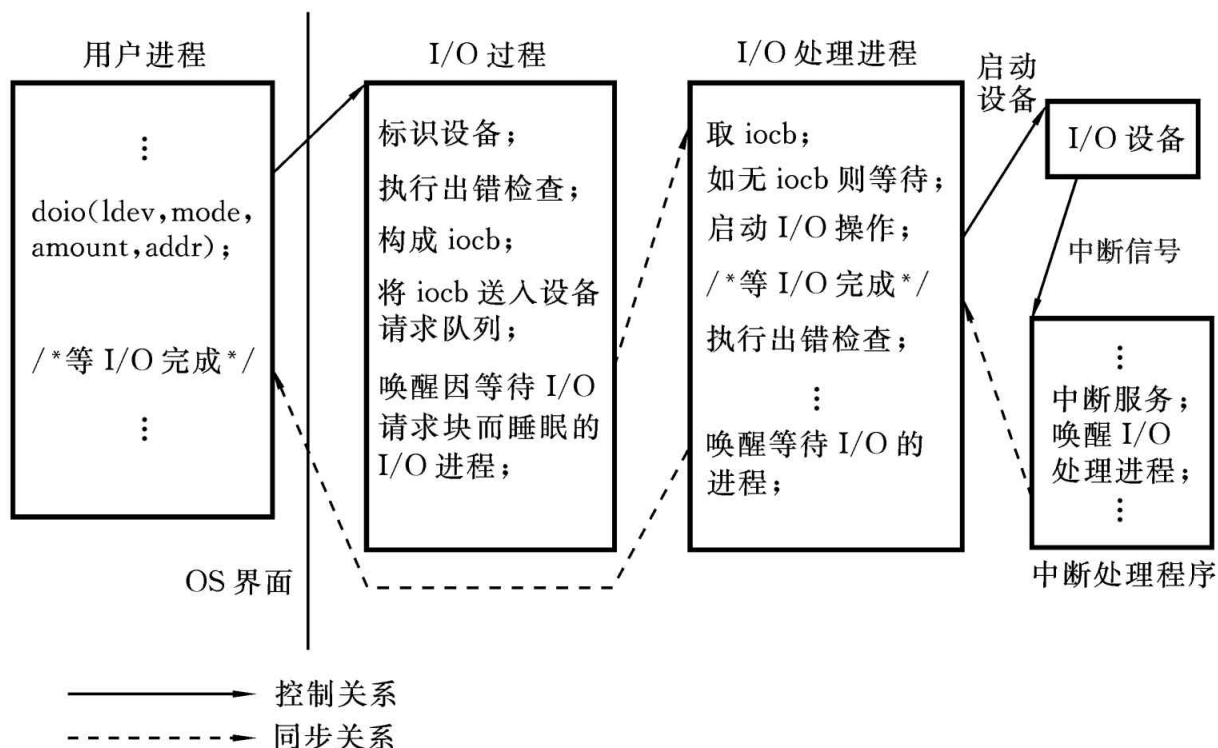 用户进程
⋮
doio(ldev,mode,
amount,addr);
/*等 I/O 完成*/
⋮
OS 界面
I/O 过程
标识设备;
执行出错检查;
构成 iocb;
将 iocb 送入设备
请求队列;
唤醒因等待 I/O
请求块而睡眠的
I/O 进程;
I/O 处理进程
取 iocb;
如无 iocb 则等待;
启动 I/O 操作;
/*等 I/O 完成*/
执行出错检查;
⋮
唤醒等待 I/O 的
进程;
启动
设备
I/O 设备
中断信号
⋮
中断服务;
唤醒 I/O
处理进程;
⋮
中断处理程序
控制关系
同步关系